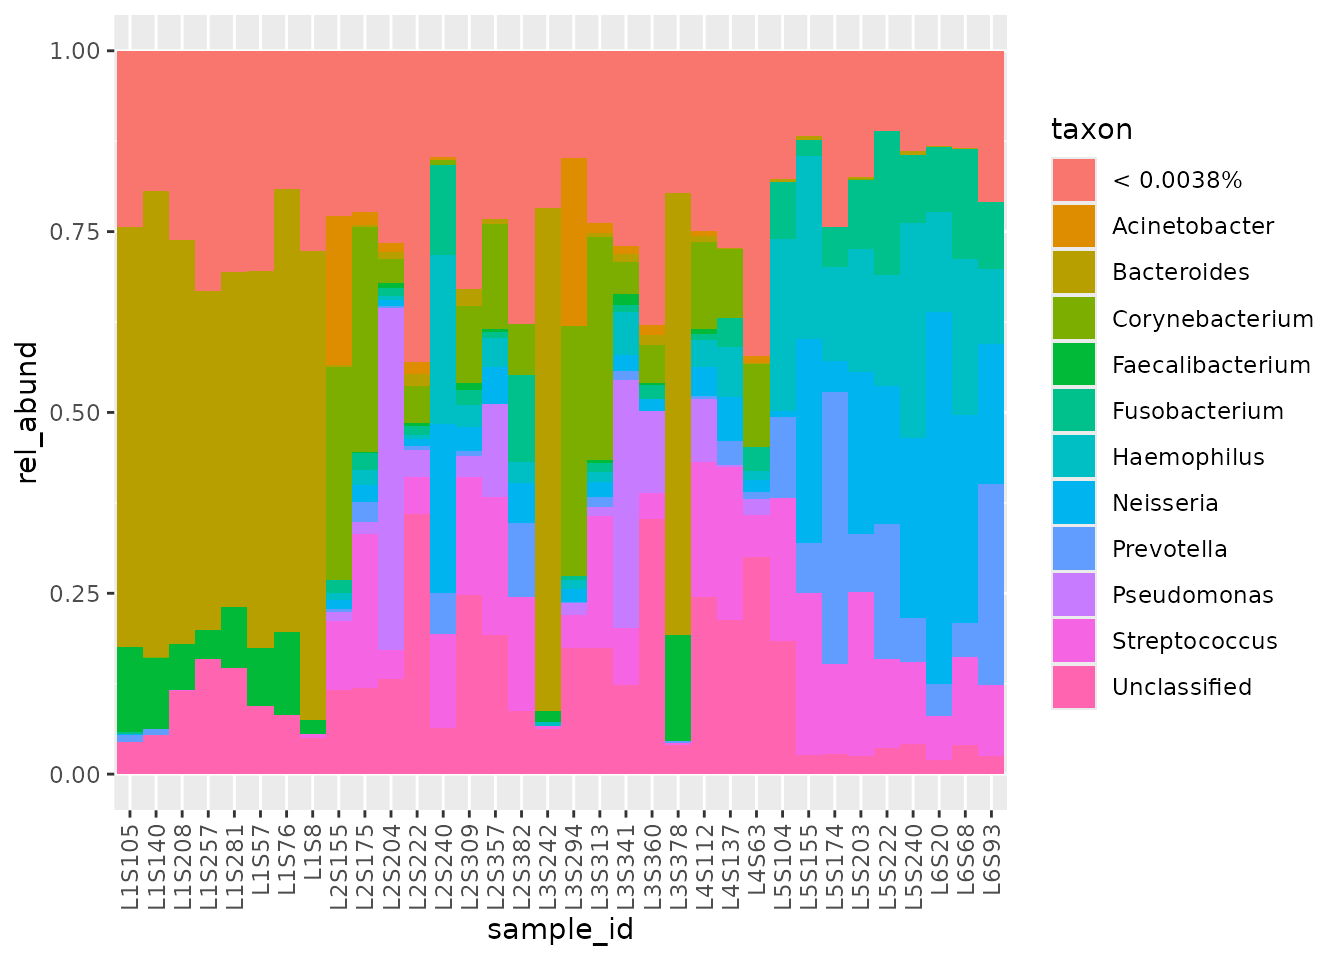 1.00
0.75
0.50
0.25
0.00
rel_abund
L1S105
L1S140
L1S208
L1S257
L1S281
L1S57
L1S76
L1S8
L2S155
L2S175
L2S204
L2S222
L2S240
L2S309
L2S357
L2S382
L3S242
L3S294
L3S313
L3S341
L3S360
L3S378
L4S112
L4S137
L4S63
L5S104
L5S155
L5S174
L5S203
L5S222
L5S240
L6S20
L6S68
L6S93
sample_id
taxon
< 0.0038%
Acinetobacter
Bacteroides
Corynebacterium
Faecalibacterium
Fusobacterium
Haemophilus
Neisseria
Prevotella
Pseudomonas
Streptococcus
Unclassified